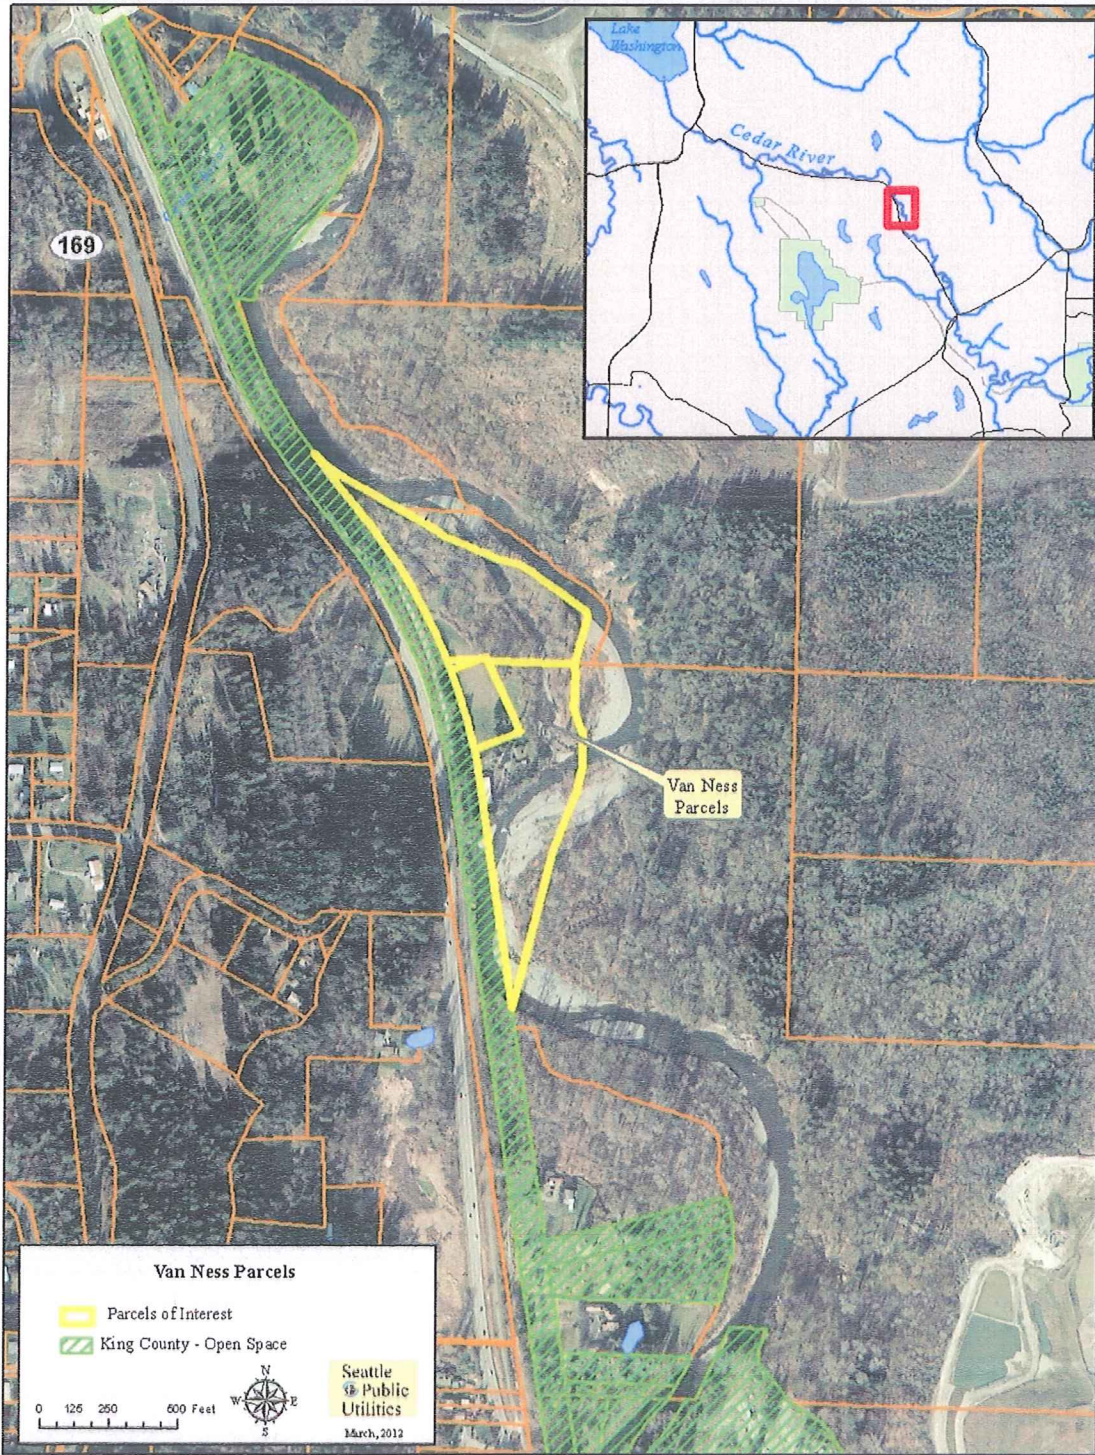 Lake
Washington
Cedar River
169
Van Ness
Parcels
Van Ness Parcels
Parcels of Interest
King County - Open Space
N
W
E
S
0 125 250 500 Feet
Seattle
Public
Utilities
March, 2012